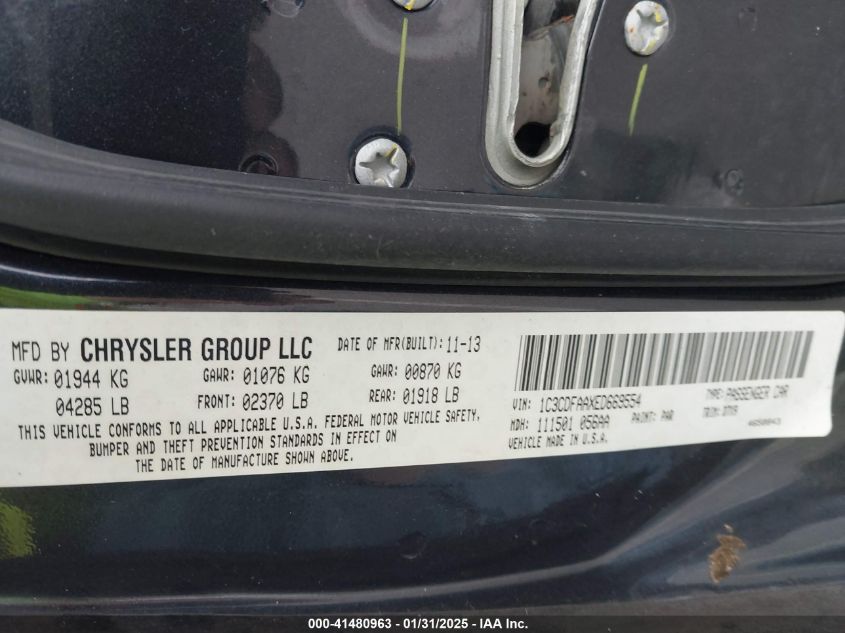 MFD BY CHRYSLER GROUP LLC
DATE OF MFR(BUILT): 11-13
GVWR: 01944 KG
GAWR: 01076 KG
GAWR: 00870 KG
04285 LB
FRONT: 02370 LB
REAR: 01918 LB
THIS VEHICLE CONFORMS TO ALL APPLICABLE U.S.A. FEDERAL MOTOR VEHICLE SAFETY,
BUMPER AND THEFT PREVENTION STANDARDS IN EFFECT ON
THE DATE OF MANUFACTURE SHOWN ABOVE.
VIN: 1C3CDFAAXED669554
TYPE: PASSENGER CAR
MDH: 111501 056AA
PAINT: PAR
TRIM: DTX9
VEHICLE MADE IN U.S.A.
000-41480963 - 01/31/2025 - IAA Inc.